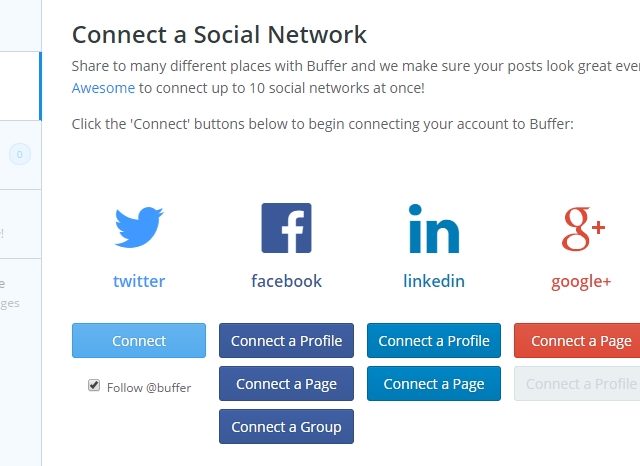 Connect a Social Network
Share to many different places with Buffer and we make sure your posts look great
Awesome to connect up to 10 social networks at once!
Click the 'Connect' buttons below to begin connecting your account to Buffer:
0
twitter facebook linkedin google+
Connect Connect a Profile Connect a Profile Connect a Page
Follow @buffer Connect a Page Connect a Page Connect a Profile
Connect a Group